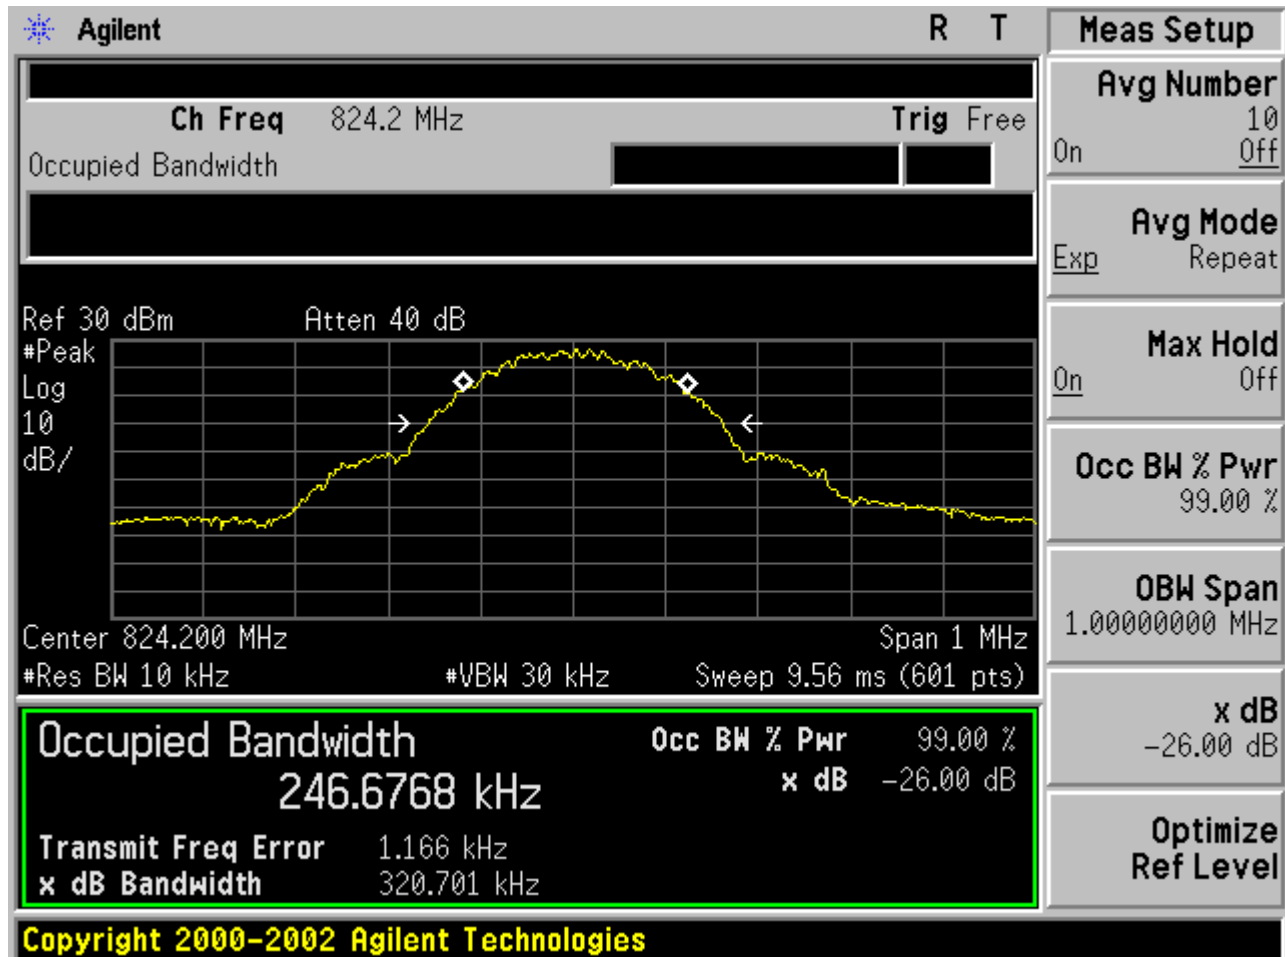 Agilent R T
Ch Freq 824.2 MHz Trig Free
Occupied Bandwidth
Ref 30 dBm Atten 40 dB
#Peak
Log
10
dB/
Center 824.200 MHz Span 1 MHz
#Res BW 10 kHz #VBW 30 kHz Sweep 9.56 ms (601 pts)
Occupied Bandwidth Occ BW % Pwr 99.00 %
246.6768 kHz x dB -26.00 dB
Transmit Freq Error 1.166 kHz
x dB Bandwidth 320.701 kHz
Copyright 2000-2002 Agilent Technologies
Meas Setup
Avg Number
10
On Off
Avg Mode
Exp Repeat
Max Hold
On Off
Occ BW % Pwr
99.00 %
OBW Span
1.00000000 MHz
x dB
-26.00 dB
Optimize
Ref Level